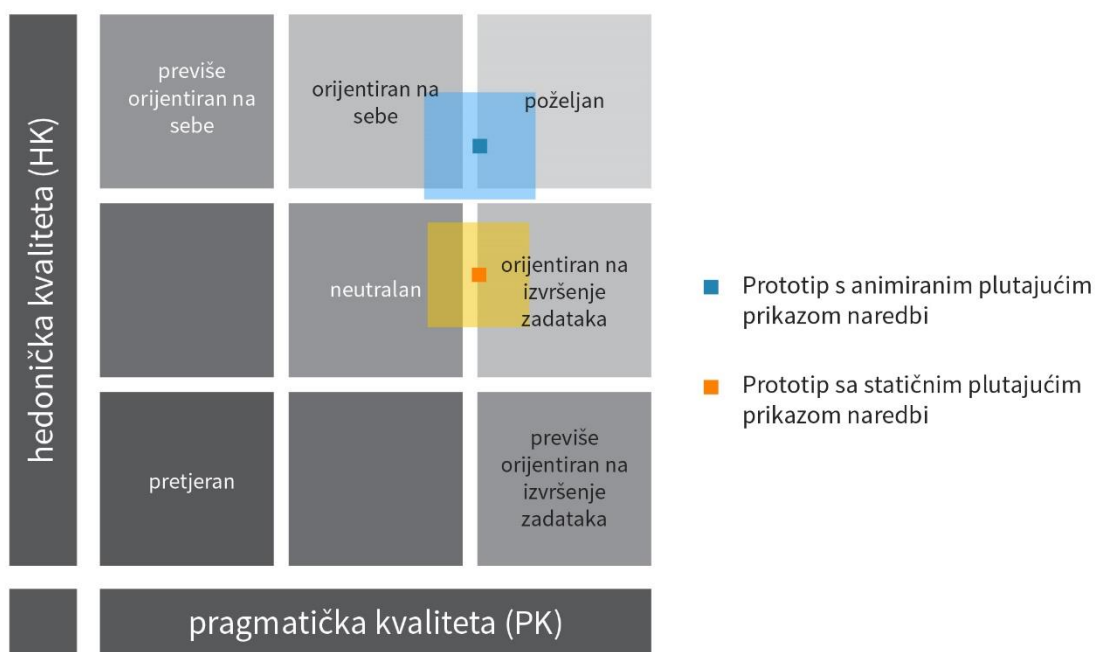 hedonička kvaliteta (HK)
previše
orijentiran na
sebe
orijentiran na
sebe
poželjan
neutralan
orijentiran na
izvršenje
zadataka
pretjeran
previše
orijentiran na
izvršenje
zadataka
pragmatička kvaliteta (PK)
Prototip s animiranim plutajućim
prikazom naredbi
Prototip sa statičnim plutajućim
prikazom naredbi